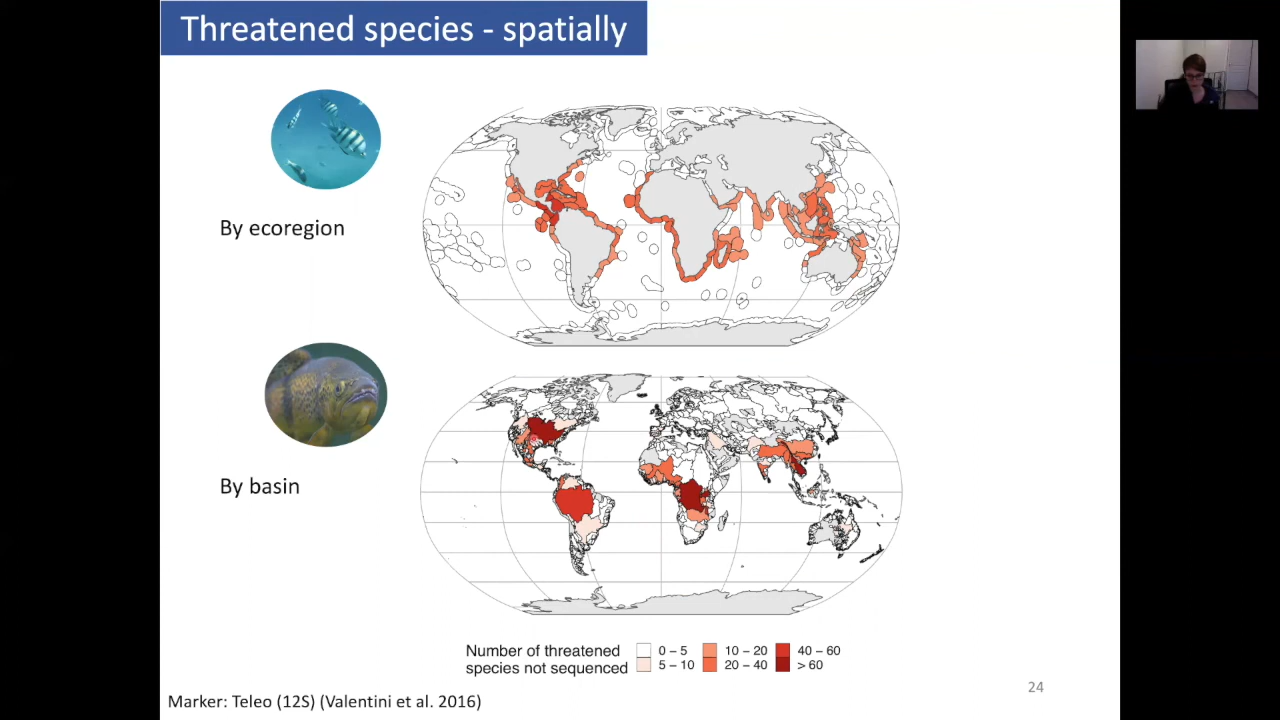 Threatened species - spatially
By ecoregion
By basin
Number of threatened
species not sequenced
0 – 5
5 – 10
10 – 20
20 – 40
40 – 60
> 60
24
Marker: Teleo (12S) (Valentini et al. 2016)